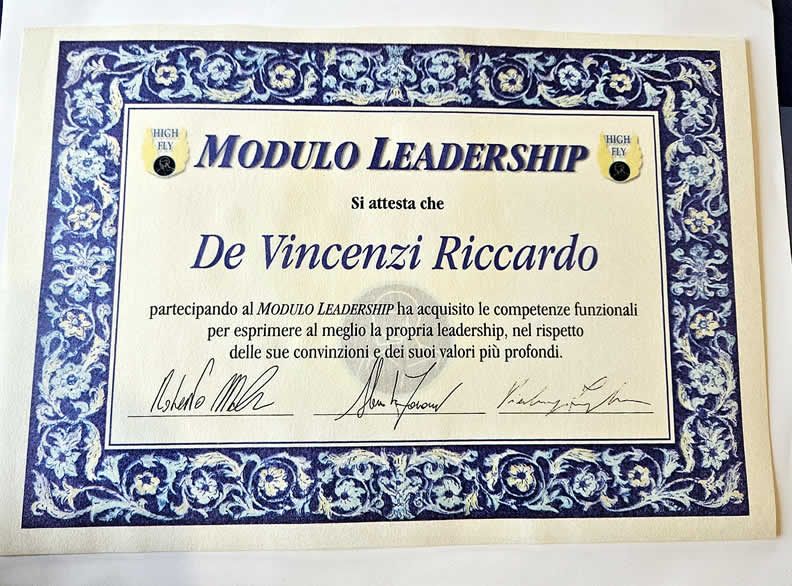 HIGH
FLY
MODULO LEADERSHIP
HIGH
FLY
Si attesta che
De Vincenzi Riccardo
partecipando al MODULO LEADERSHIP ha acquisito le competenze funzionali
per esprimere al meglio la propria leadership, nel rispetto
delle sue convinzioni e dei suoi valori più profondi.